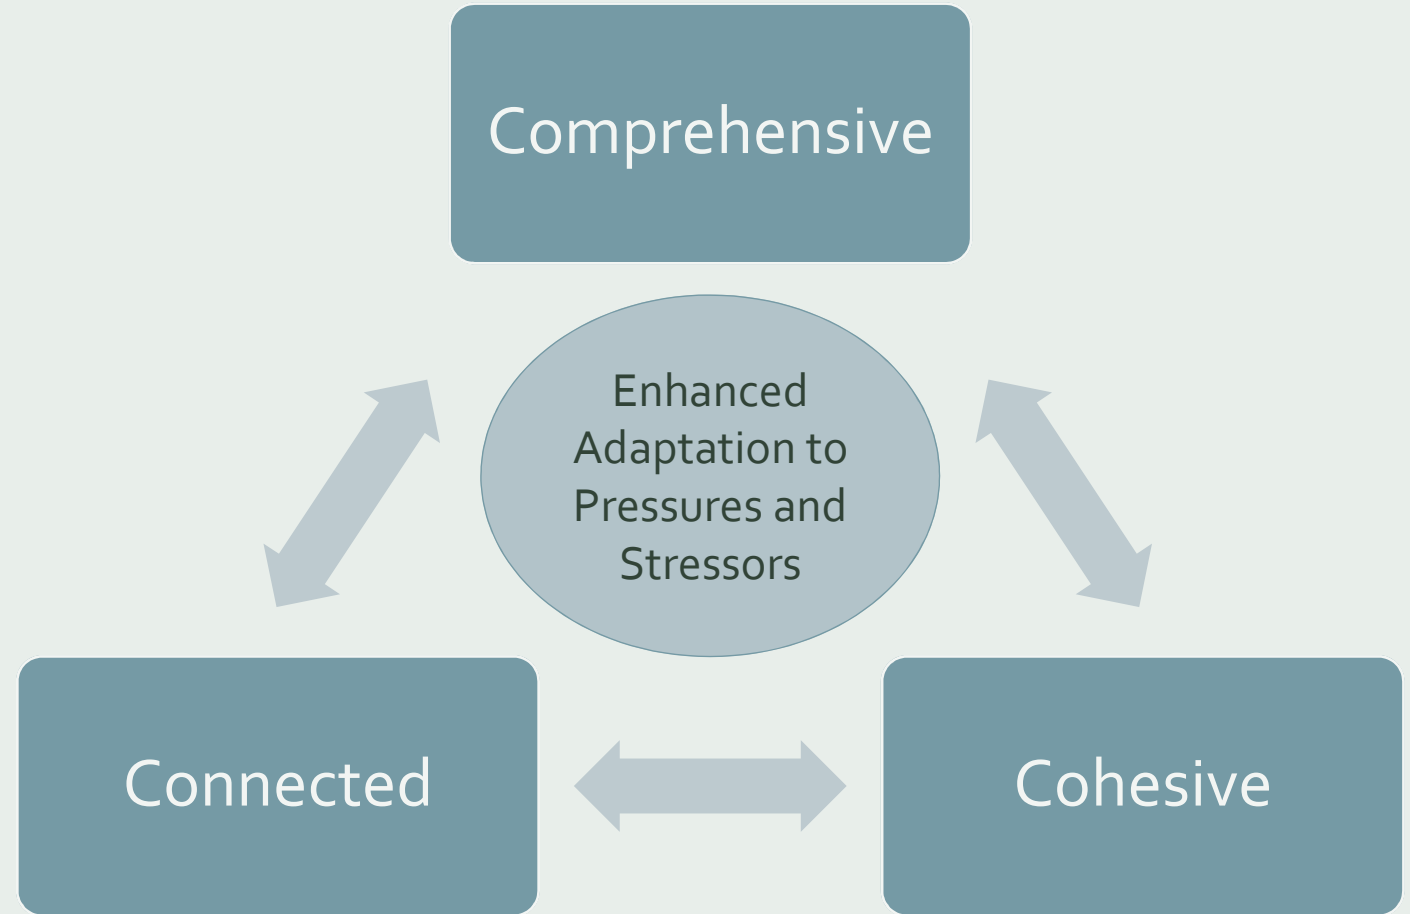 Comprehensive
Enhanced
Adaptation to
Pressures and
Stressors
Connected
Cohesive